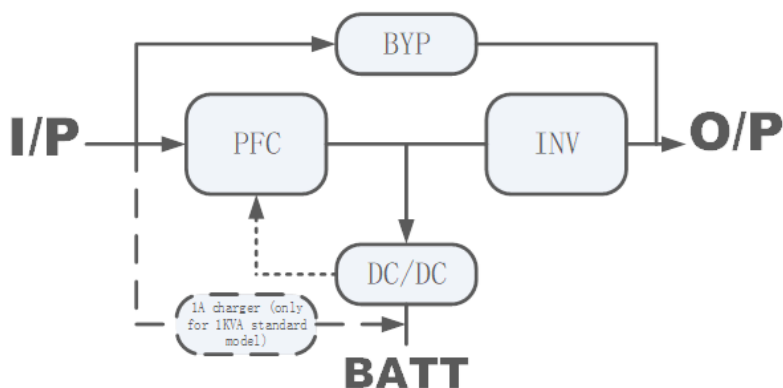 BYP
I/P
PFC
INV
O/P
DC/DC
1A charger (only
for 1KVA standard
model)
BATT